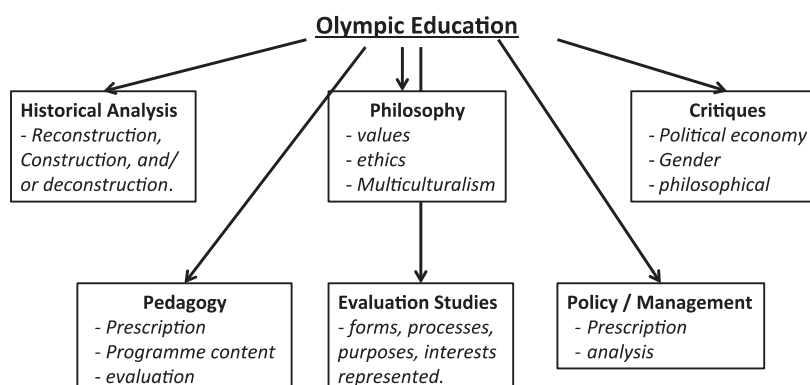 Olympic Education
Historical Analysis
- Reconstruction,
Construction, and/
or deconstruction.
Philosophy
- values
- ethics
- Multiculturalism
Critiques
- Political economy
- Gender
- philosophical
Pedagogy
- Prescription
- Programme content
- evaluation
Evaluation Studies
- forms, processes,
purposes, interests
represented.
Policy / Management
- Prescription
- analysis